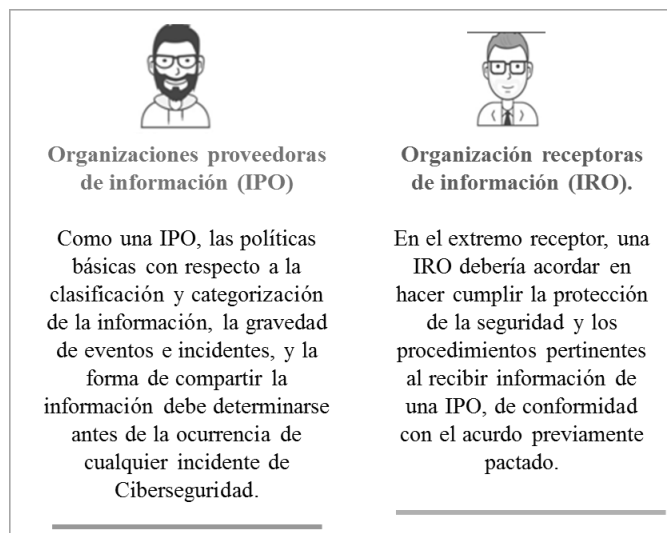 Organizaciones proveedoras
de información (IPO)
Como una IPO, las políticas
básicas con respecto a la
clasificación y categorización
de la información, la gravedad
de eventos e incidentes, y la
forma de compartir la
información debe determinarse
antes de la ocurrencia de
cualquier incidente de
Ciberseguridad.
Organización receptoras
de información (IRO).
En el extremo receptor, una
IRO debería acordar en
hacer cumplir la protección
de la seguridad y los
procedimientos pertinentes
al recibir información de
una IPO, de conformidad
con el acurdo previamente
pactado.